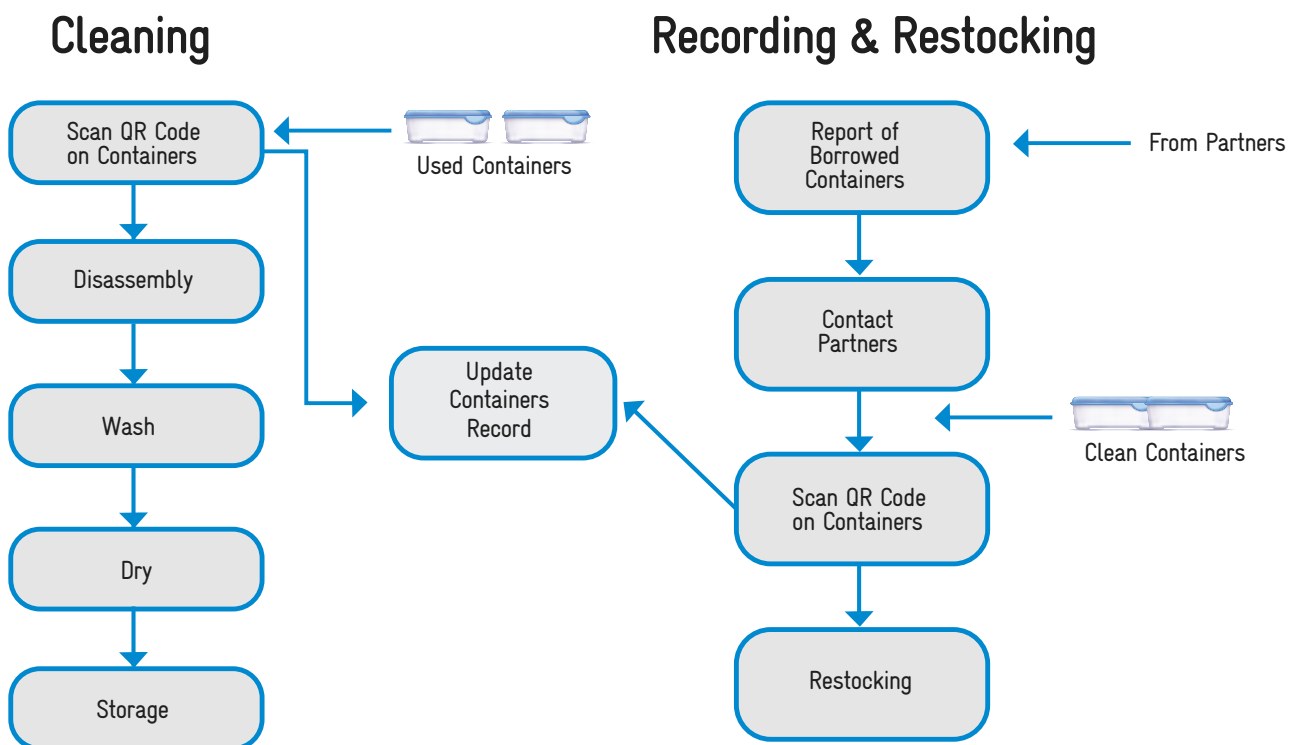 Cleaning
Scan QR Code
on Containers
Used Containers
Disassembly
Wash
Dry
Storage
Update
Containers
Record
Recording & Restocking
Report of
Borrowed
Containers
From Partners
Contact
Partners
Clean Containers
Scan QR Code
on Containers
Restocking